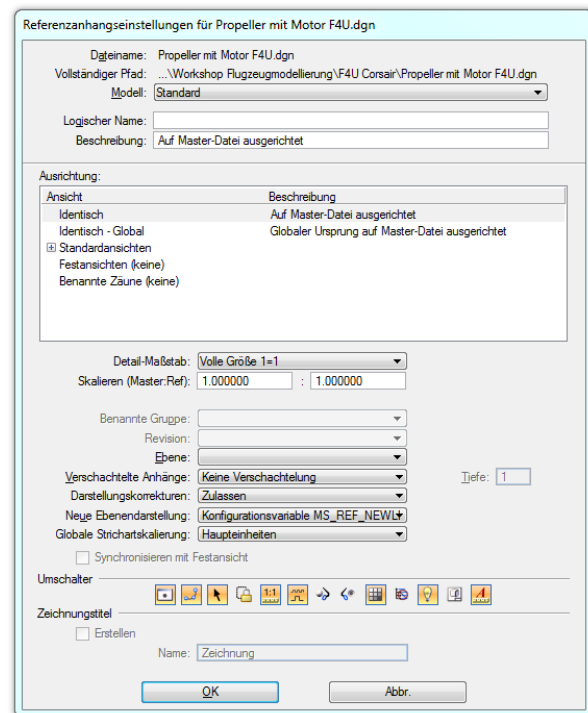 Referenzanhangseinstellungen für Propeller mit Motor F4U.dgn
Dateiname: Propeller mit Motor F4U.dgn
Vollständiger Pfad: ...\Workshop Flugzeugmodellierung\F4U Corsair\Propeller mit Motor F4U.dgn
Modell: Standard
Logischer Name:
Beschreibung: Auf Master-Datei ausgerichtet
Ausrichtung:
Ansicht Beschreibung
Identisch Auf Master-Datei ausgerichtet
Identisch - Global Globaler Ursprung auf Master-Datei ausgerichtet
Standardansichten
Festansichten (keine)
Benannte Zäune (keine)
Detail-Maßstab: Volle Größe 1=1
Skalieren (Master:Ref): 1.000000 : 1.000000
Benannte Gruppe:
Revision:
Ebene:
Verschachtelte Anhänge: Keine Verschachtelung Tiefe: 1
Darstellungskorrekturen: Zulassen
Neue Ebenendarstellung: Konfigurationsvariable MS_REF_NEWL
Globale Strichartskalierung: Haupteinheiten
Synchronisieren mit Festansicht
Umschalter
1:1 A
Zeichnungstitel
Erstellen
Name: Zeichnung
OK Abbr.